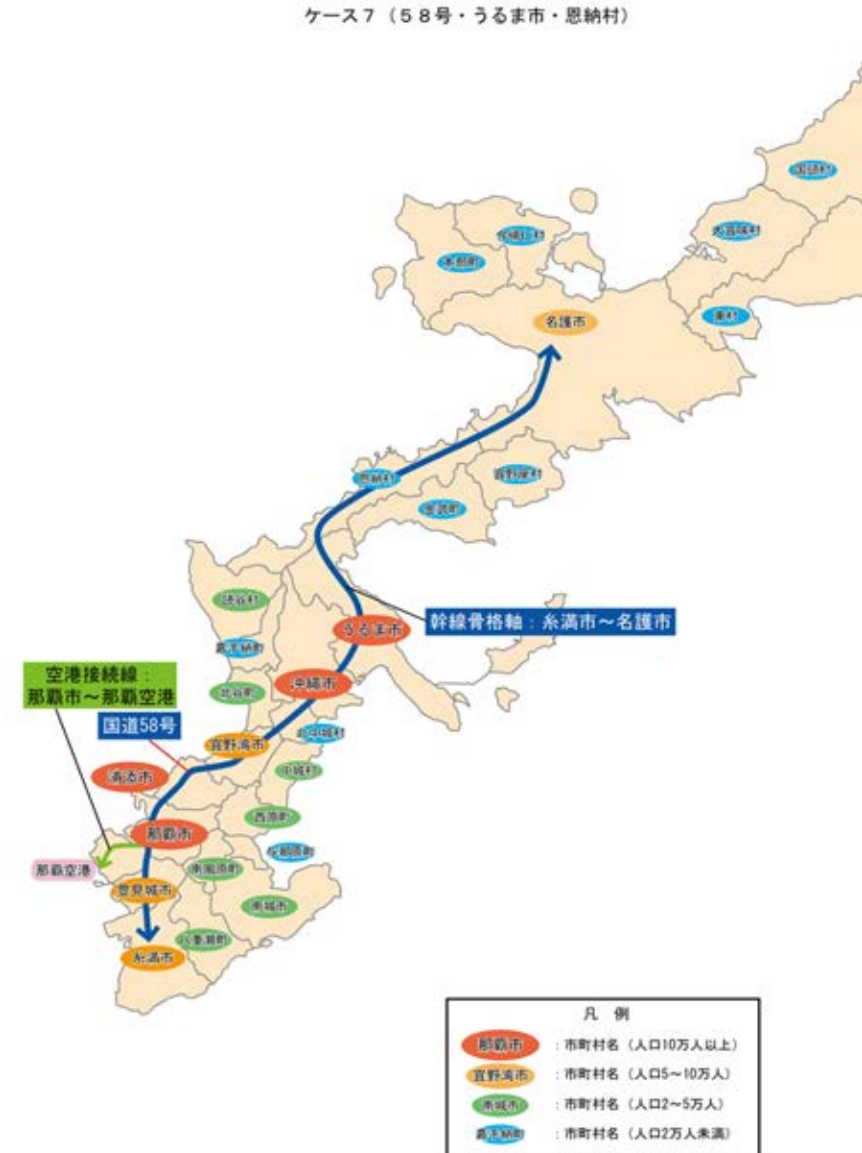 ケース7（58号・うるま市・恩納村）
国頭村
大宜味村
今帰仁村
本部町
東村
名護市
恩納村
宜野座村
金武町
読谷村
うるま市
幹線骨格軸：糸満市～名護市
嘉手納町
沖縄市
空港接続線：
那覇市～那覇空港
北谷町
国道58号
宜野湾市
北中城村
浦添市
中城村
西原町
那覇市
与那原町
那覇空港
南風原町
豊見城市
南城市
八重瀬町
糸満市
凡 例
那覇市 ：市町村名（人口10万人以上）
宜野湾市 ：市町村名（人口5～10万人）
南城市 ：市町村名（人口2～5万人）
嘉手納町 ：市町村名（人口2万人未満）